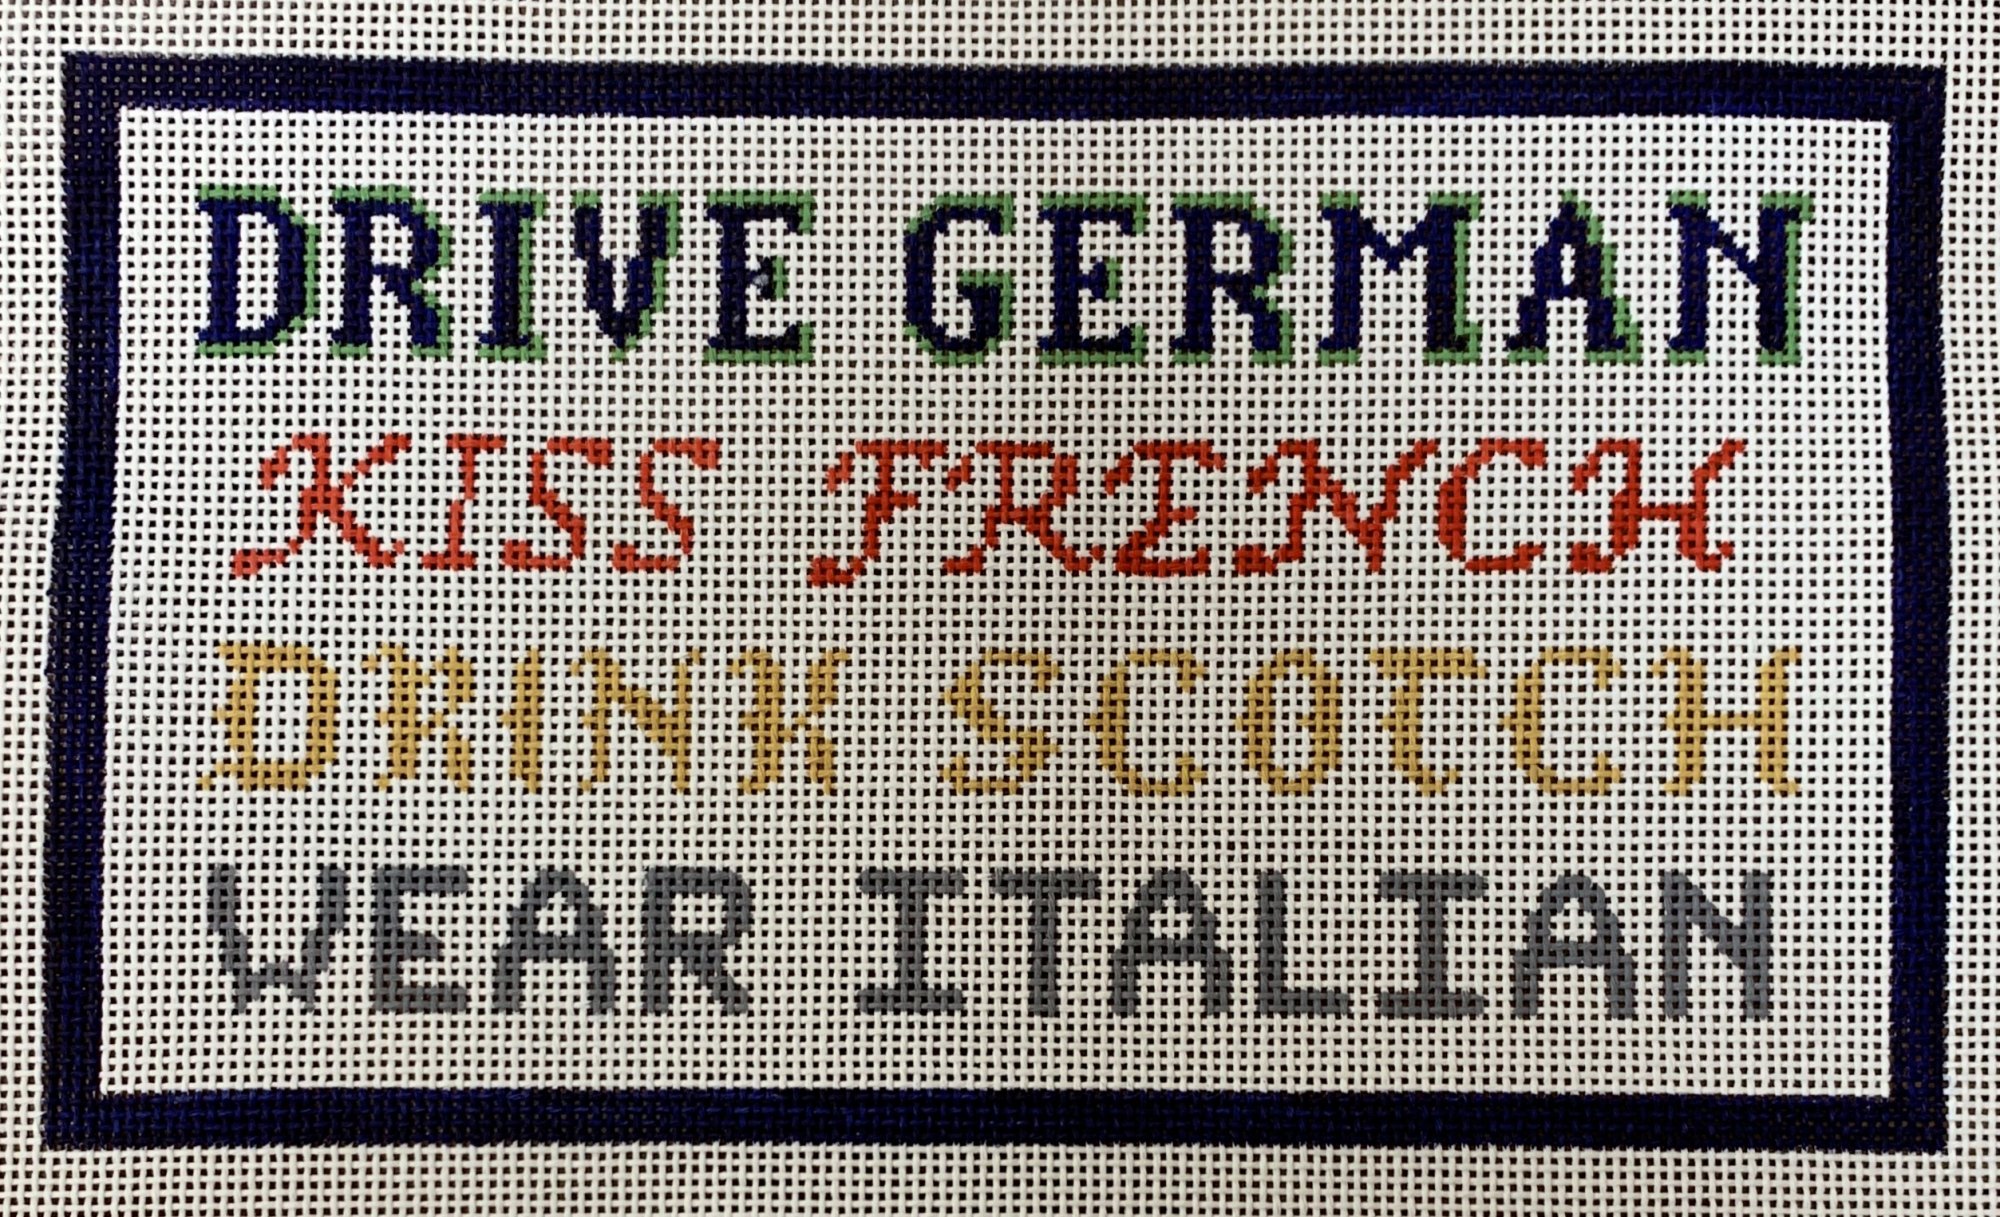 DRIVE GERMAN
KISS FRENCH
DRINK SCOTCH
WEAR ITALIAN